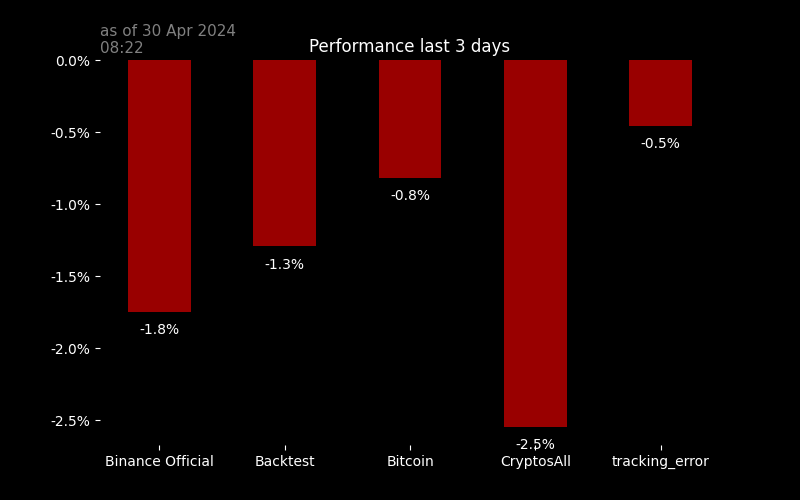 as of 30 Apr 2024
08:22
Performance last 3 days
0.0%
-0.5%
-1.0%
-1.5%
-2.0%
-2.5%
-1.8%
-1.3%
-0.8%
-2.5%
-0.5%
Binance Official
Backtest
Bitcoin
CryptosAll
tracking_error